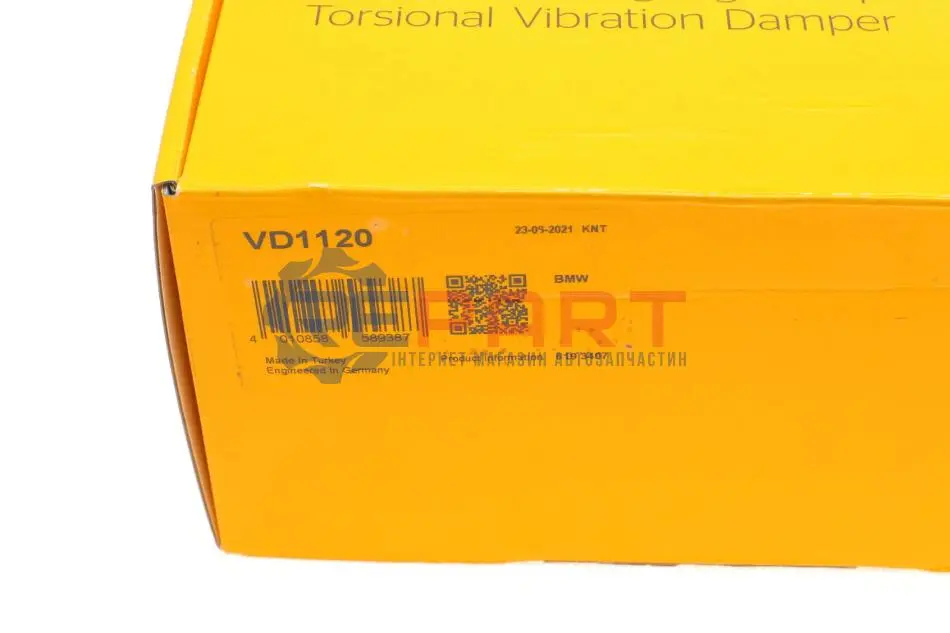 Torsional Vibration Damper
VD1120
23-05-2021 KNT
BMW
4 010858 589387
Made in Turkey
Engineered in Germany
Product information
PART
ІНТЕРНЕТ МАГАЗИН АВТОЗАПЧАСТИН